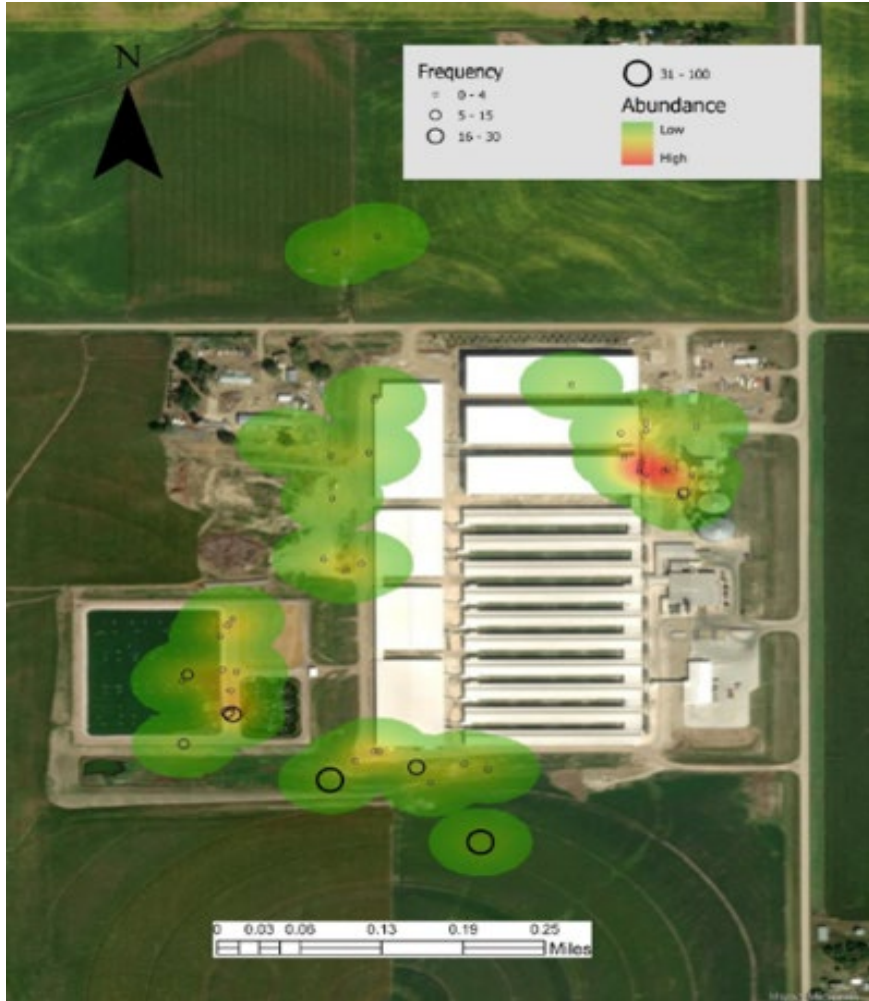 N
Frequency
0 - 4
5 - 15
16 - 30
31 - 100
Abundance
Low
High
0 0.03 0.06 0.13 0.19 0.25
Miles